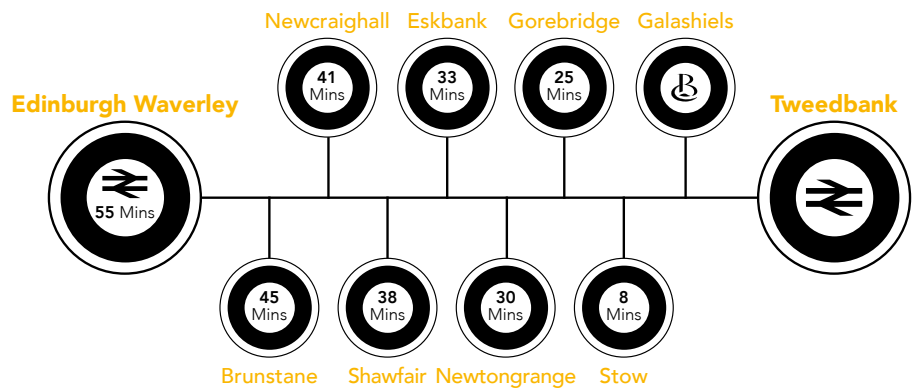 Newcraighall Eskbank Gorebridge Galashiels
41 Mins
33 Mins
25 Mins
B
Edinburgh Waverley
55 Mins
Tweedbank
45 Mins
38 Mins
30 Mins
8 Mins
Brunstane Shawfair Newtongrange Stow